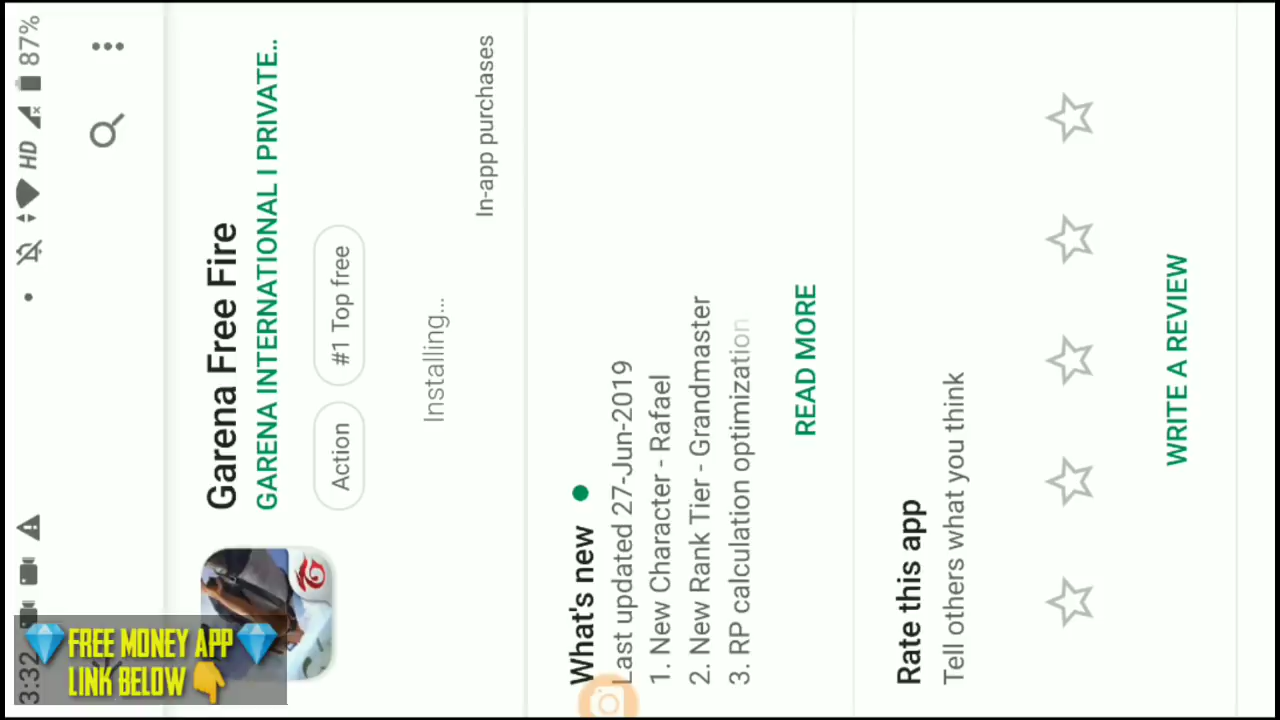 3:32
HD
87%
Garena Free Fire
GARENA INTERNATIONAL I PRIVATE..
Action
#1 Top free
Installing...
In-app purchases
What's new
Last updated 27-Jun-2019
1. New Character - Rafael
2. New Rank Tier - Grandmaster
3. RP calculation optimization
READ MORE
Rate this app
Tell others what you think
WRITE A REVIEW
FREE MONEY APP
LINK BELOW